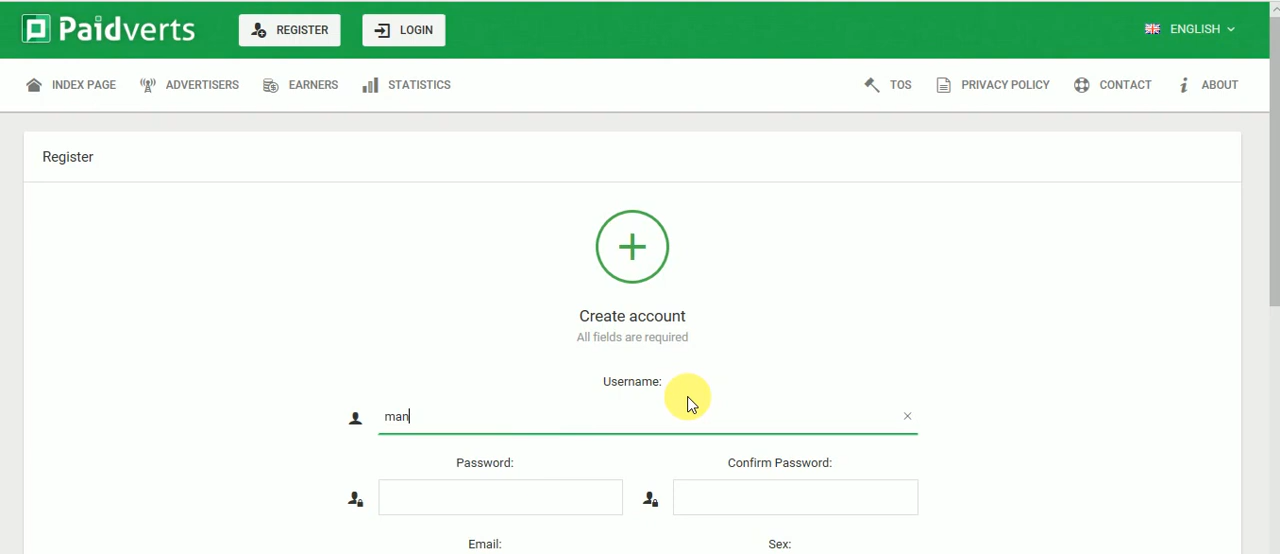 Paidverts REGISTER LOGIN ENGLISH
INDEX PAGE ADVERTISERS EARNERS STATISTICS TOS PRIVACY POLICY CONTACT ABOUT
Register
Create account
All fields are required
Username:
man
Password: Confirm Password:
Email: Sex: